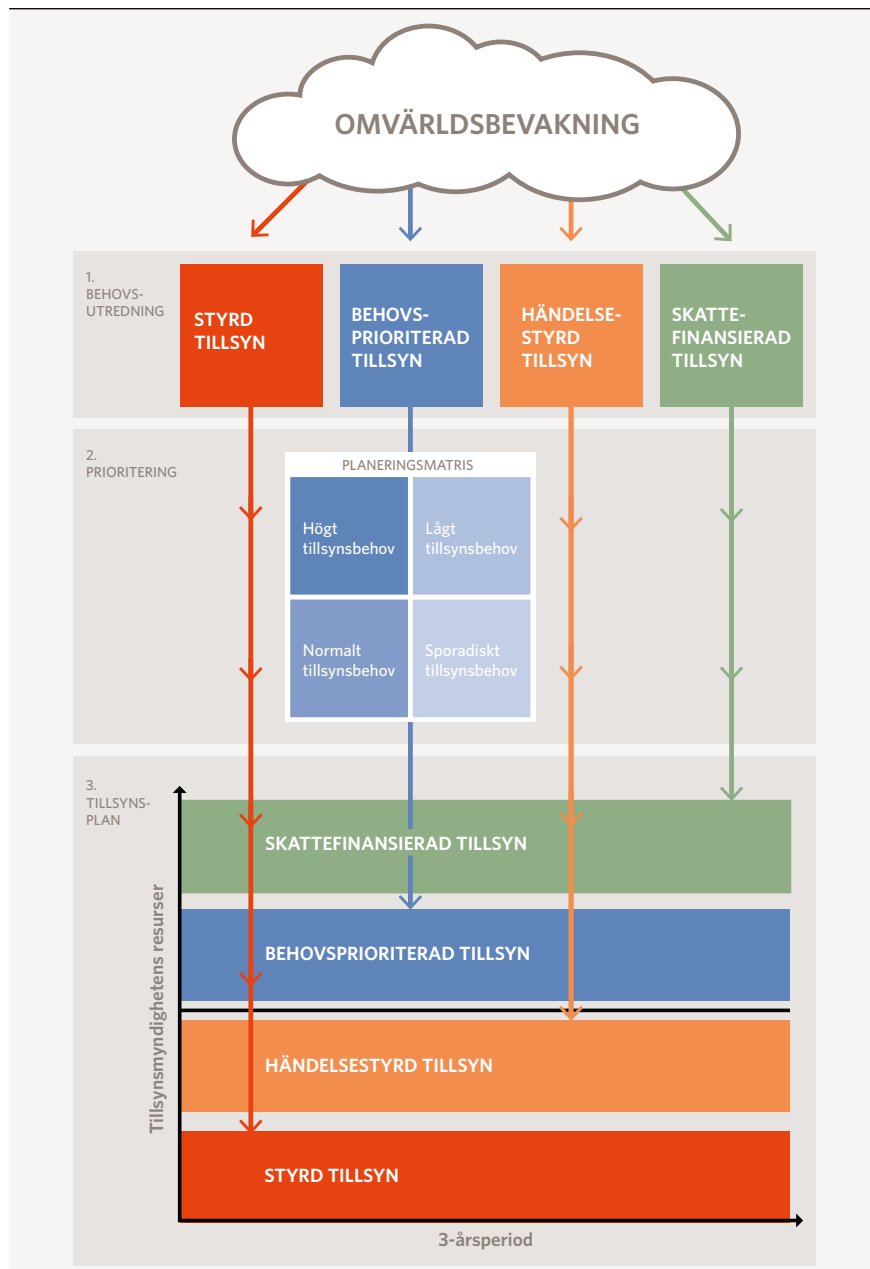 OMVÄRLDSBEVAKNING
1.
BEHOVS-
UTREDNING
STYRD
TILLSYN
BEHOVS-
PRIORITERAD
TILLSYN
HÄNDELSE-
STYRD
TILLSYN
SKATTE-
FINANSIERAD
TILLSYN
2.
PRIORITERING
PLANERINGSMATRIS
Högt
tillsynsbehov
Lågt
tillsynsbehov
Normalt
tillsynsbehov
Sporadiskt
tillsynsbehov
3.
TILLSYNS-
PLAN
Tillsynsmyndighetens resurser
SKATTEFINANSIERAD TILLSYN
BEHOVSPRIORITERAD TILLSYN
HÄNDELSESTYRD TILLSYN
STYRD TILLSYN
3-årsperiod